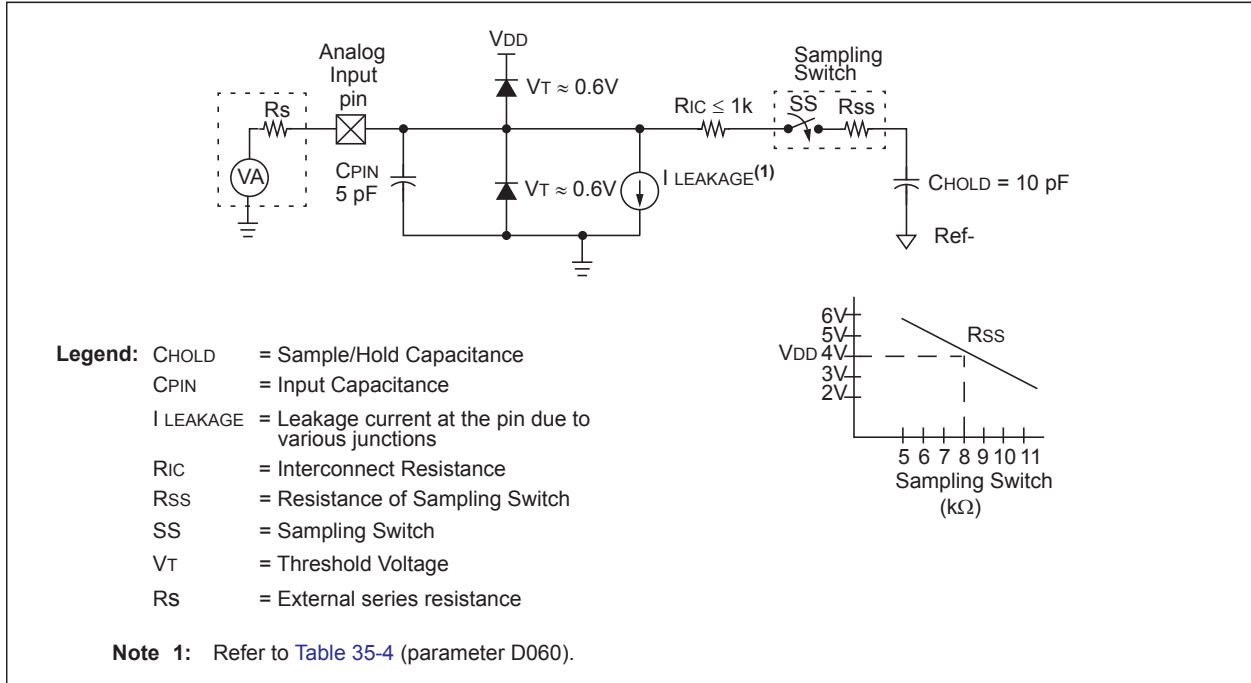 VDD
Analog
Input
pin
Sampling
Switch
VT ≈ 0.6V
RIC ≤ 1k
SS
Rss
Rs
VA
CPIN
5 pF
VT ≈ 0.6V
I LEAKAGE(1)
CHOLD = 10 pF
Ref-
6V
5V
VDD 4V
3V
2V
RSS
5 6 7 8 9 10 11
Sampling Switch
(kΩ)
Legend: CHOLD = Sample/Hold Capacitance
CPIN = Input Capacitance
I LEAKAGE = Leakage current at the pin due to
various junctions
RIC = Interconnect Resistance
RSS = Resistance of Sampling Switch
SS = Sampling Switch
VT = Threshold Voltage
Rs = External series resistance
Note 1: Refer to Table 35-4 (parameter D060).